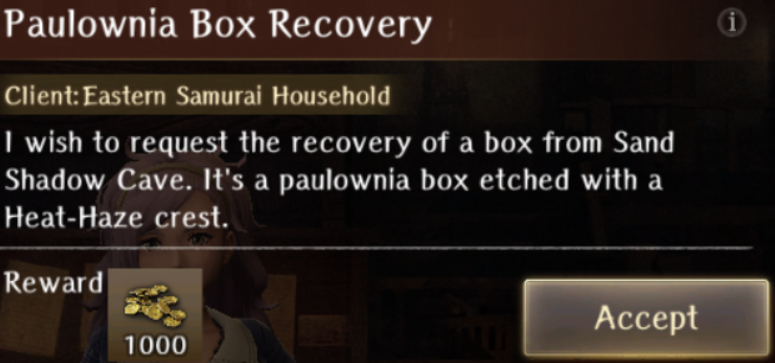 Paulownia Box Recovery
i
Client:Eastern Samurai Household
I wish to request the recovery of a box from Sand
Shadow Cave. It's a paulownia box etched with a
Heat-Haze crest.
Reward
1000
Accept